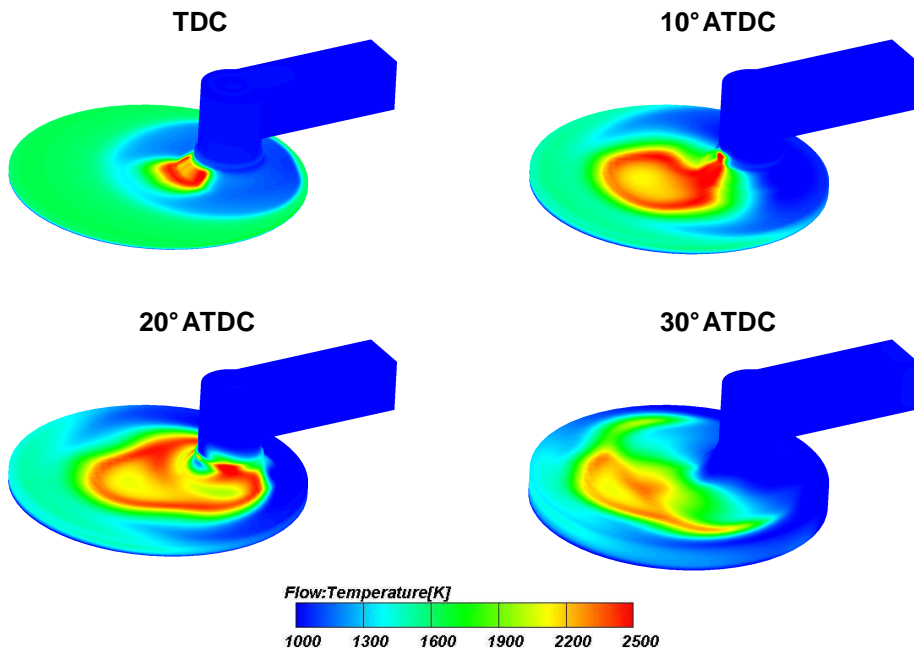 TDC
10° ATDC
20° ATDC
30° ATDC
Flow:Temperature[K]
1000 1300 1600 1900 2200 2500